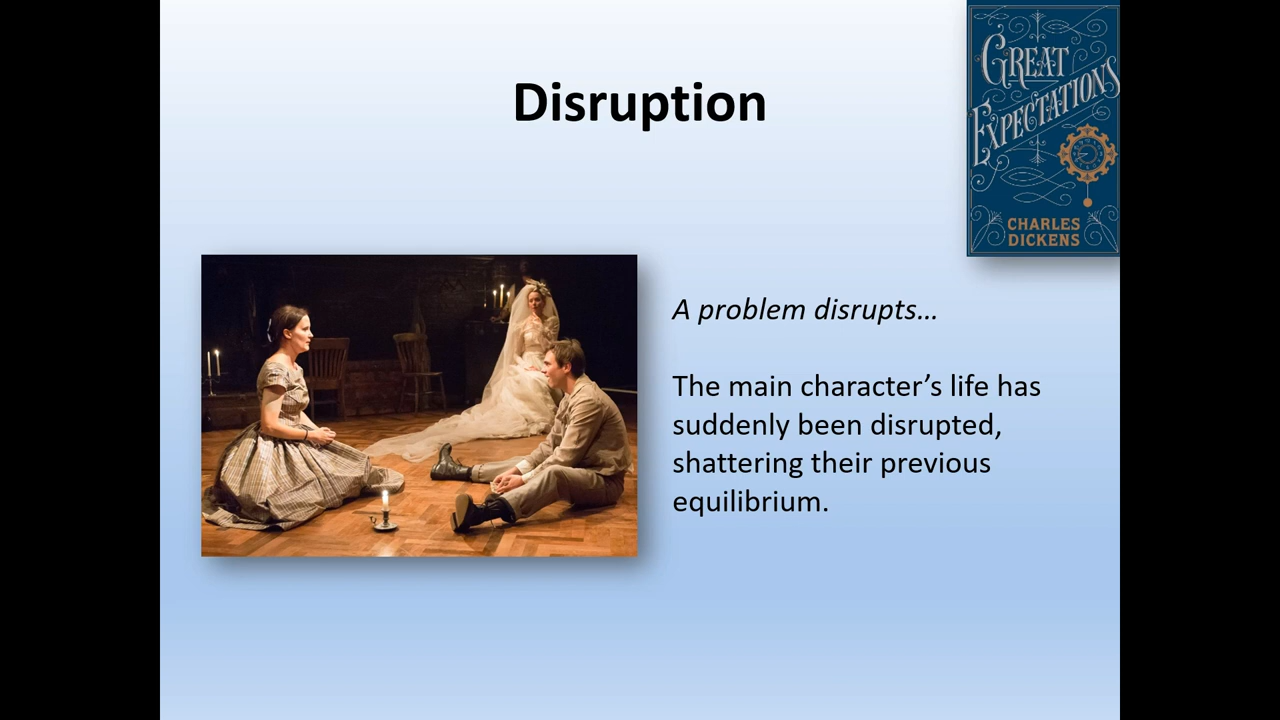 Disruption
GREAT
EXPECTATIONS
CHARLES
DICKENS
A problem disrupts…
The main character’s life has
suddenly been disrupted,
shattering their previous
equilibrium.